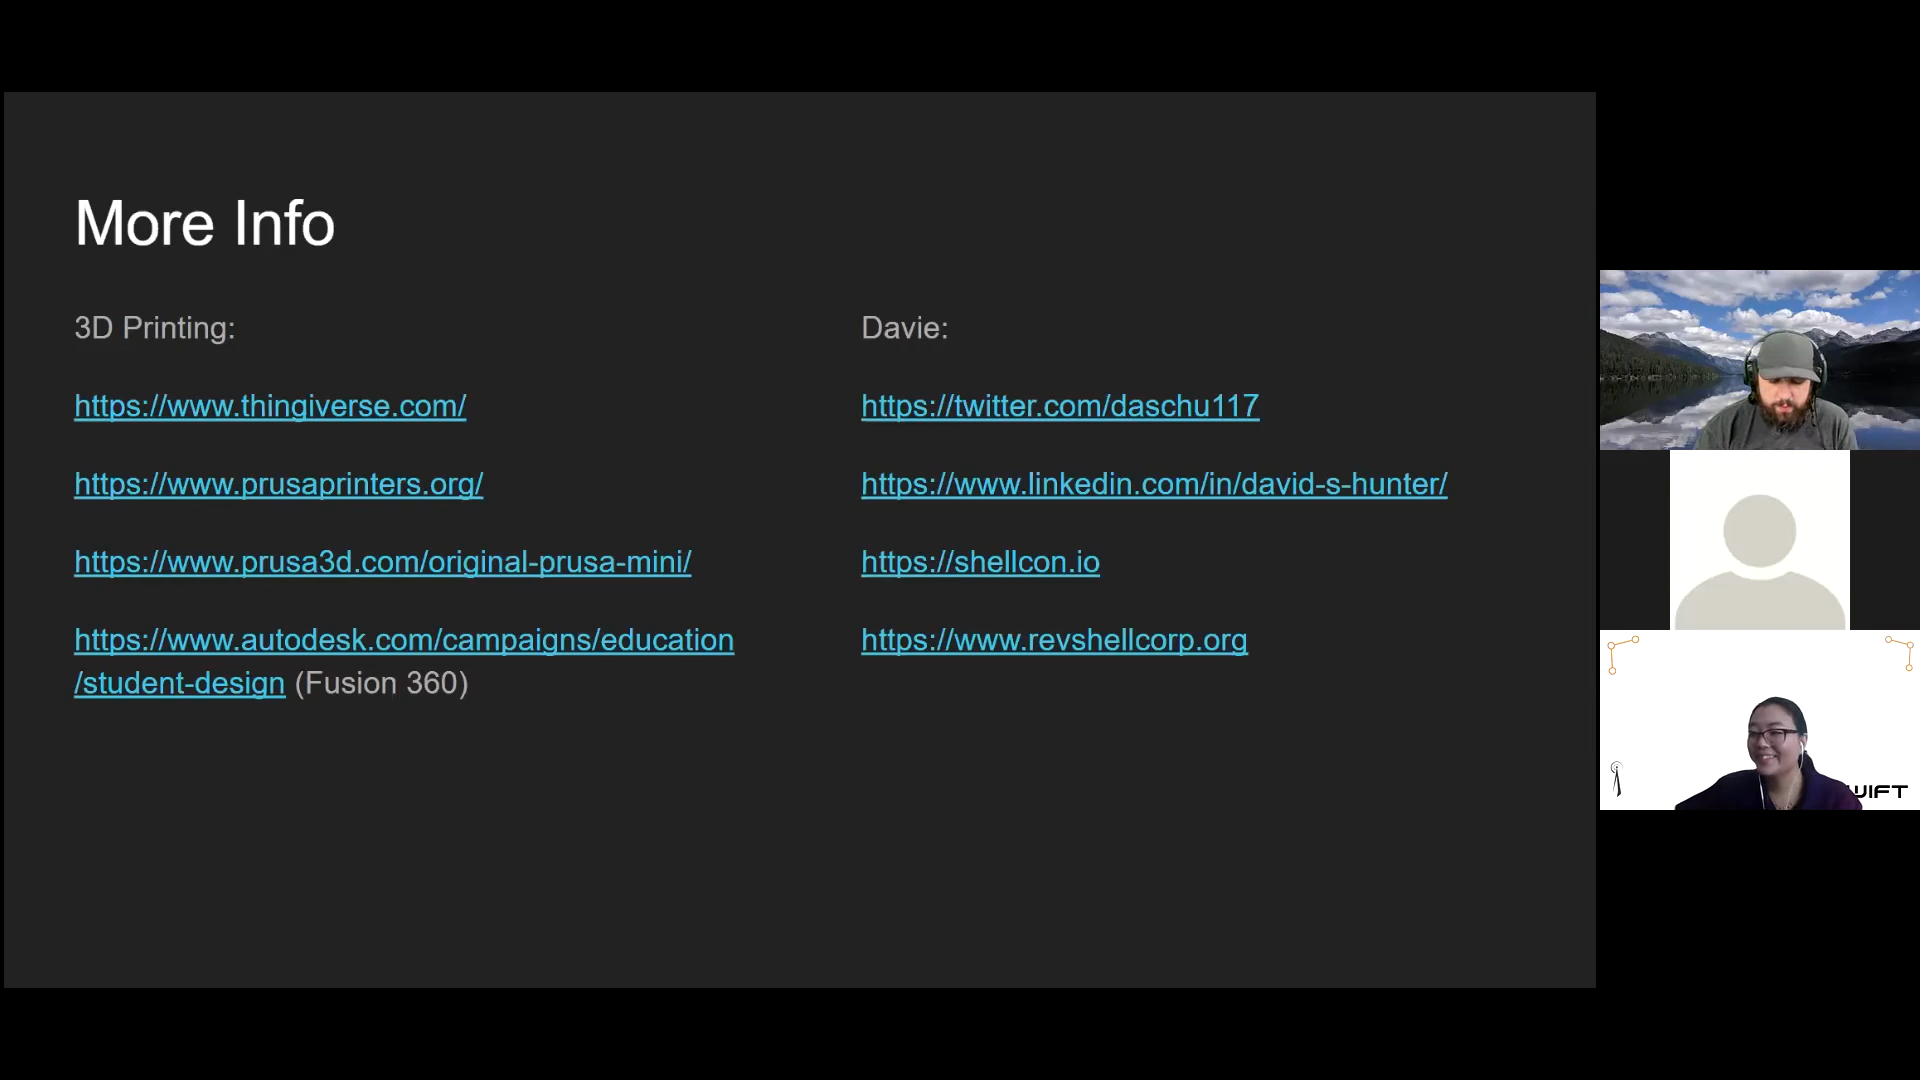 More Info
3D Printing:
https://www.thingiverse.com/
https://www.prusaprinters.org/
https://www.prusa3d.com/original-prusa-mini/
https://www.autodesk.com/campaigns/education
/student-design (Fusion 360)
Davie:
https://twitter.com/daschu117
https://www.linkedin.com/in/david-s-hunter/
https://shellcon.io
https://www.revshellcorp.org
WIFT